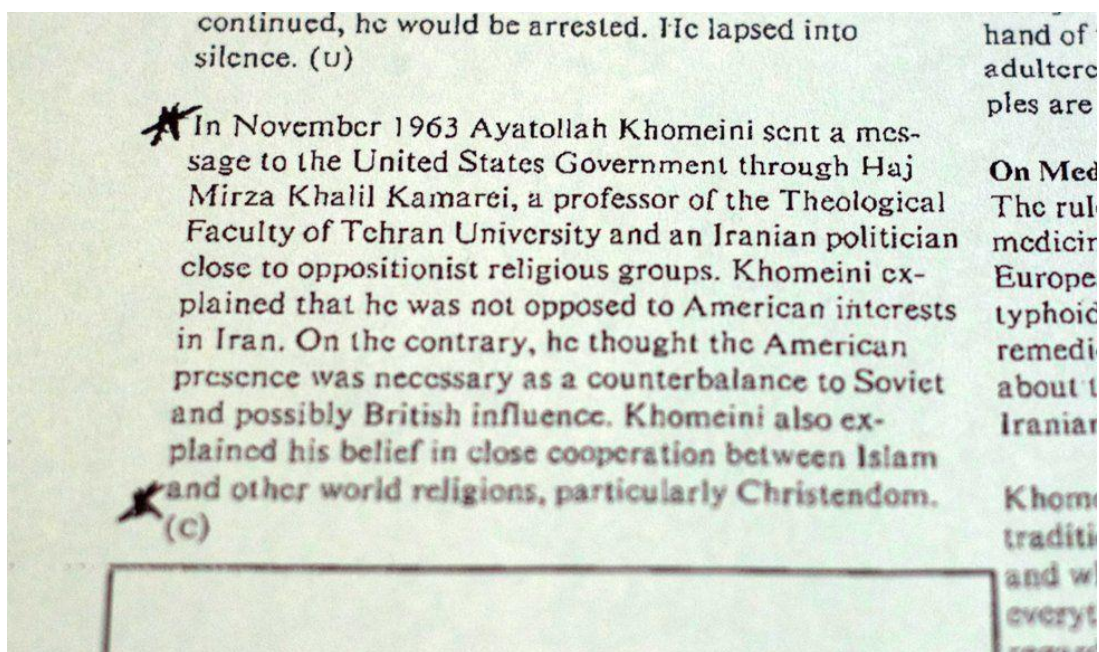 continued, he would be arrested. He lapsed into
silence. (U)
In November 1963 Ayatollah Khomeini sent a mes-
sage to the United States Government through Haj
Mirza Khalil Kamarei, a professor of the Theological
Faculty of Tehran University and an Iranian politician
close to oppositionist religious groups. Khomeini ex-
plained that he was not opposed to American interests
in Iran. On the contrary, he thought the American
presence was necessary as a counterbalance to Soviet
and possibly British influence. Khomeini also ex-
plained his belief in close cooperation between Islam
and other world religions, particularly Christendom.
(C)
hand of
adultere
ples are
On Med
The rul
medicin
Europe
typhoid
remedi
about t
Iranian
Khome
traditi
and w
everyt